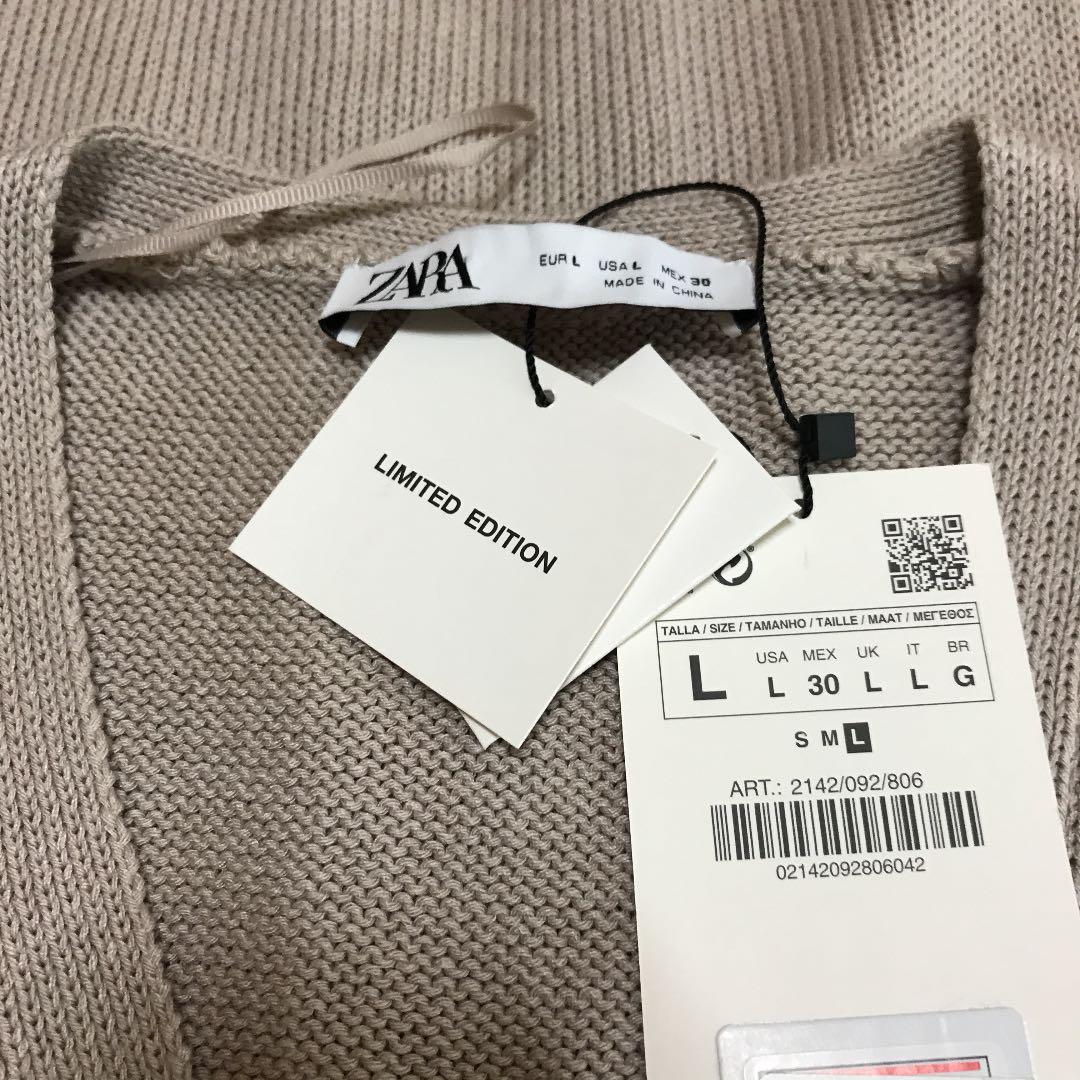 ZARA
EUR L USA L MEX 30
MADE IN CHINA
LIMITED EDITION
TALLA / SIZE / TAMANHO / TAILLE / MAAT / ΜΕΓΕΘΟΣ
L
USA MEX UK IT BR
L 30 L L G
S M L
ART.: 2142/092/806
02142092806042